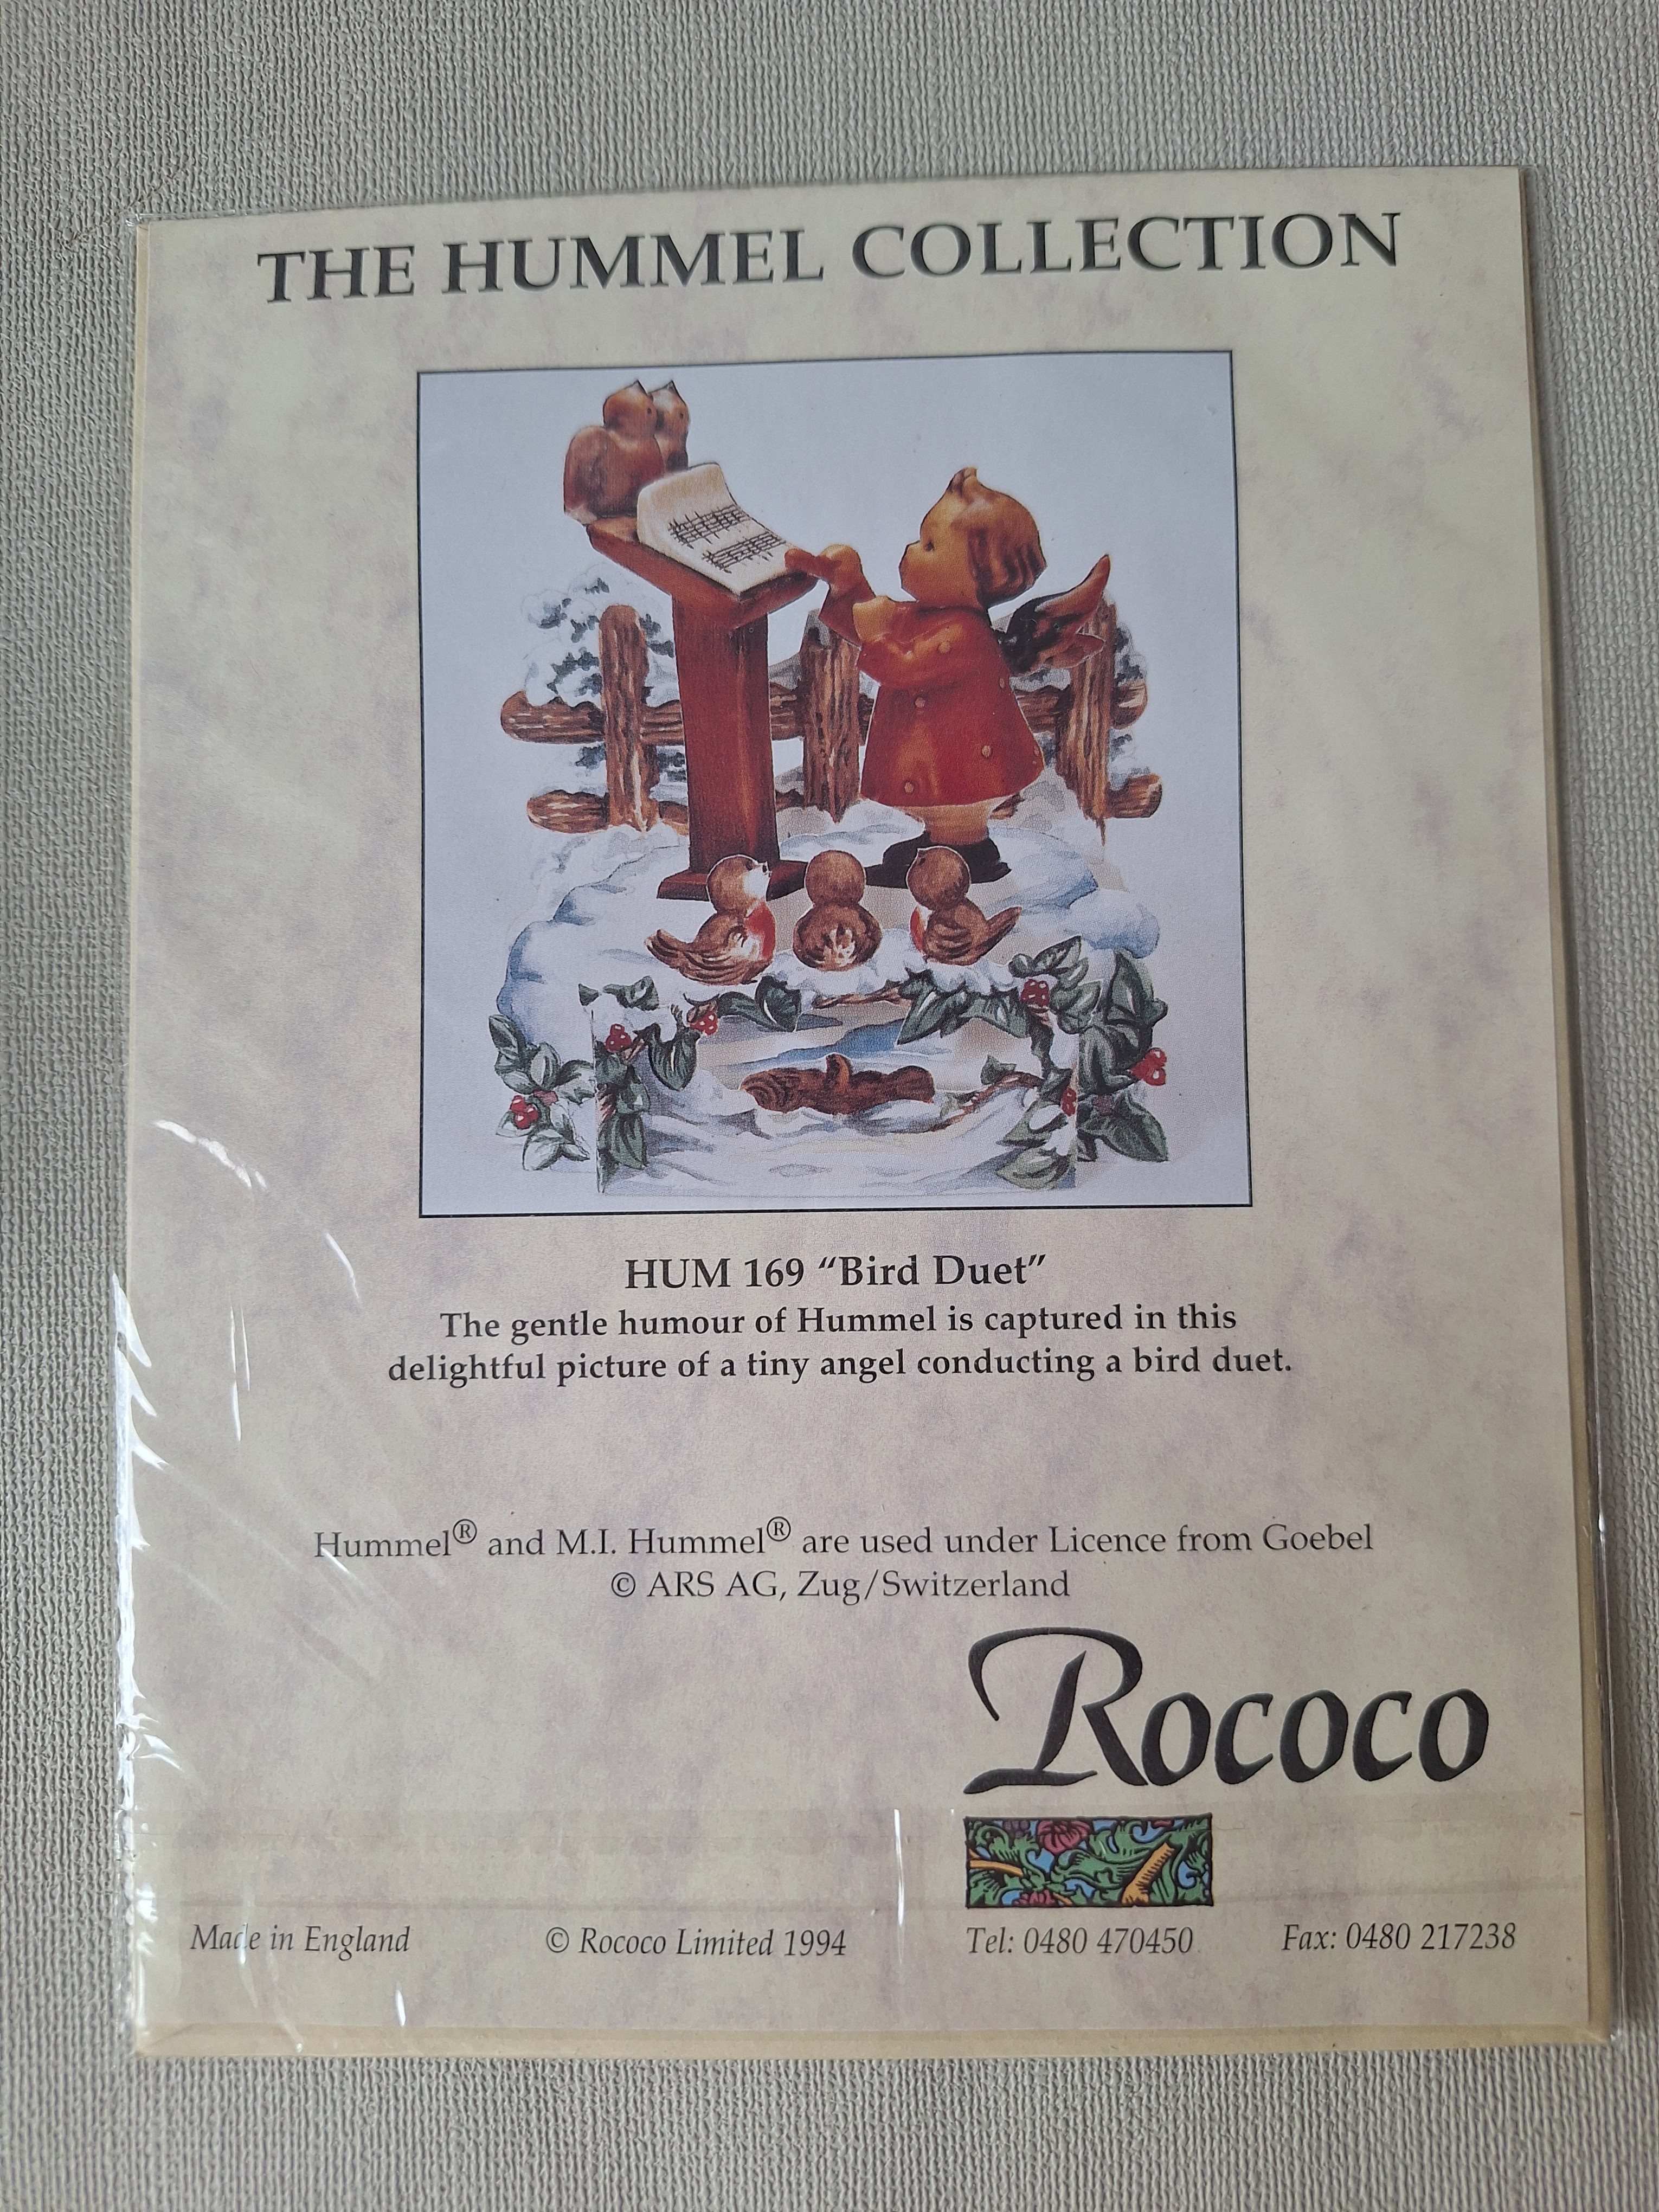 THE HUMMEL COLLECTION
HUM 169 “Bird Duet”
The gentle humour of Hummel is captured in this
delightful picture of a tiny angel conducting a bird duet.
Hummel® and M.I. Hummel® are used under Licence from Goebel
© ARS AG, Zug/Switzerland
Rococo
Made in England © Rococo Limited 1994 Tel: 0480 470450 Fax: 0480 217238